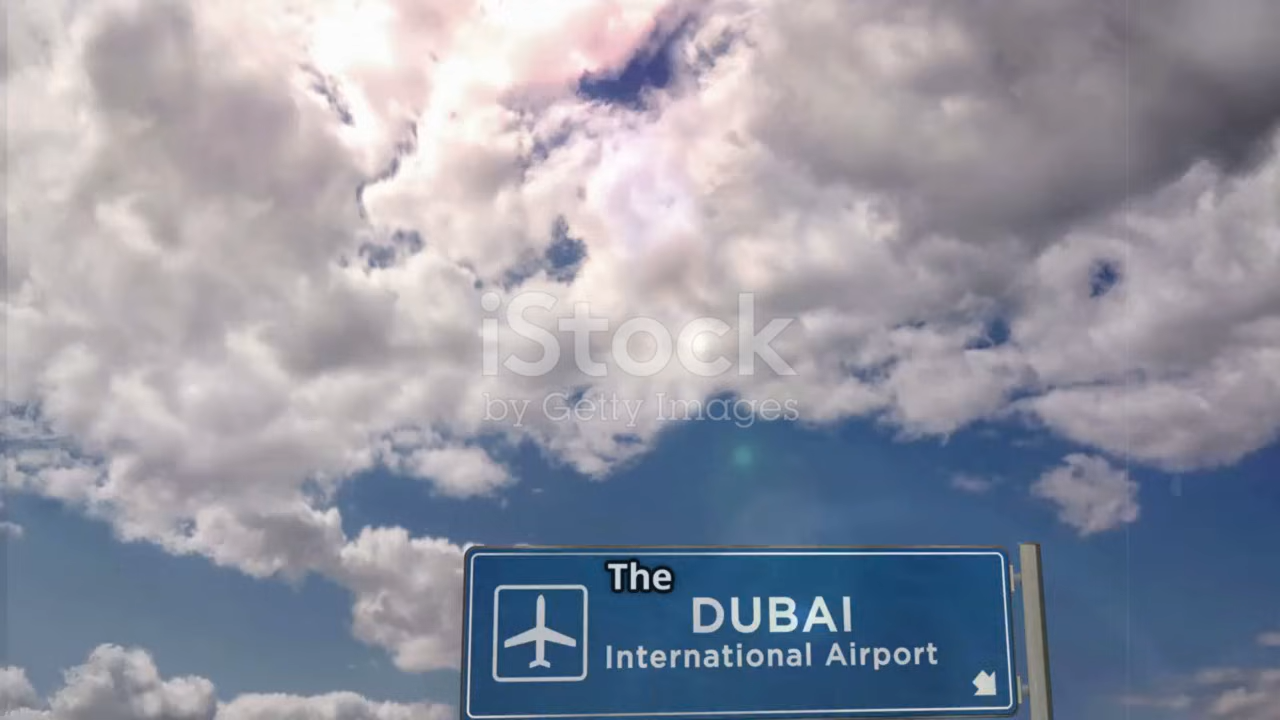 iStock
by Getty Images
The
DUBAI
International Airport